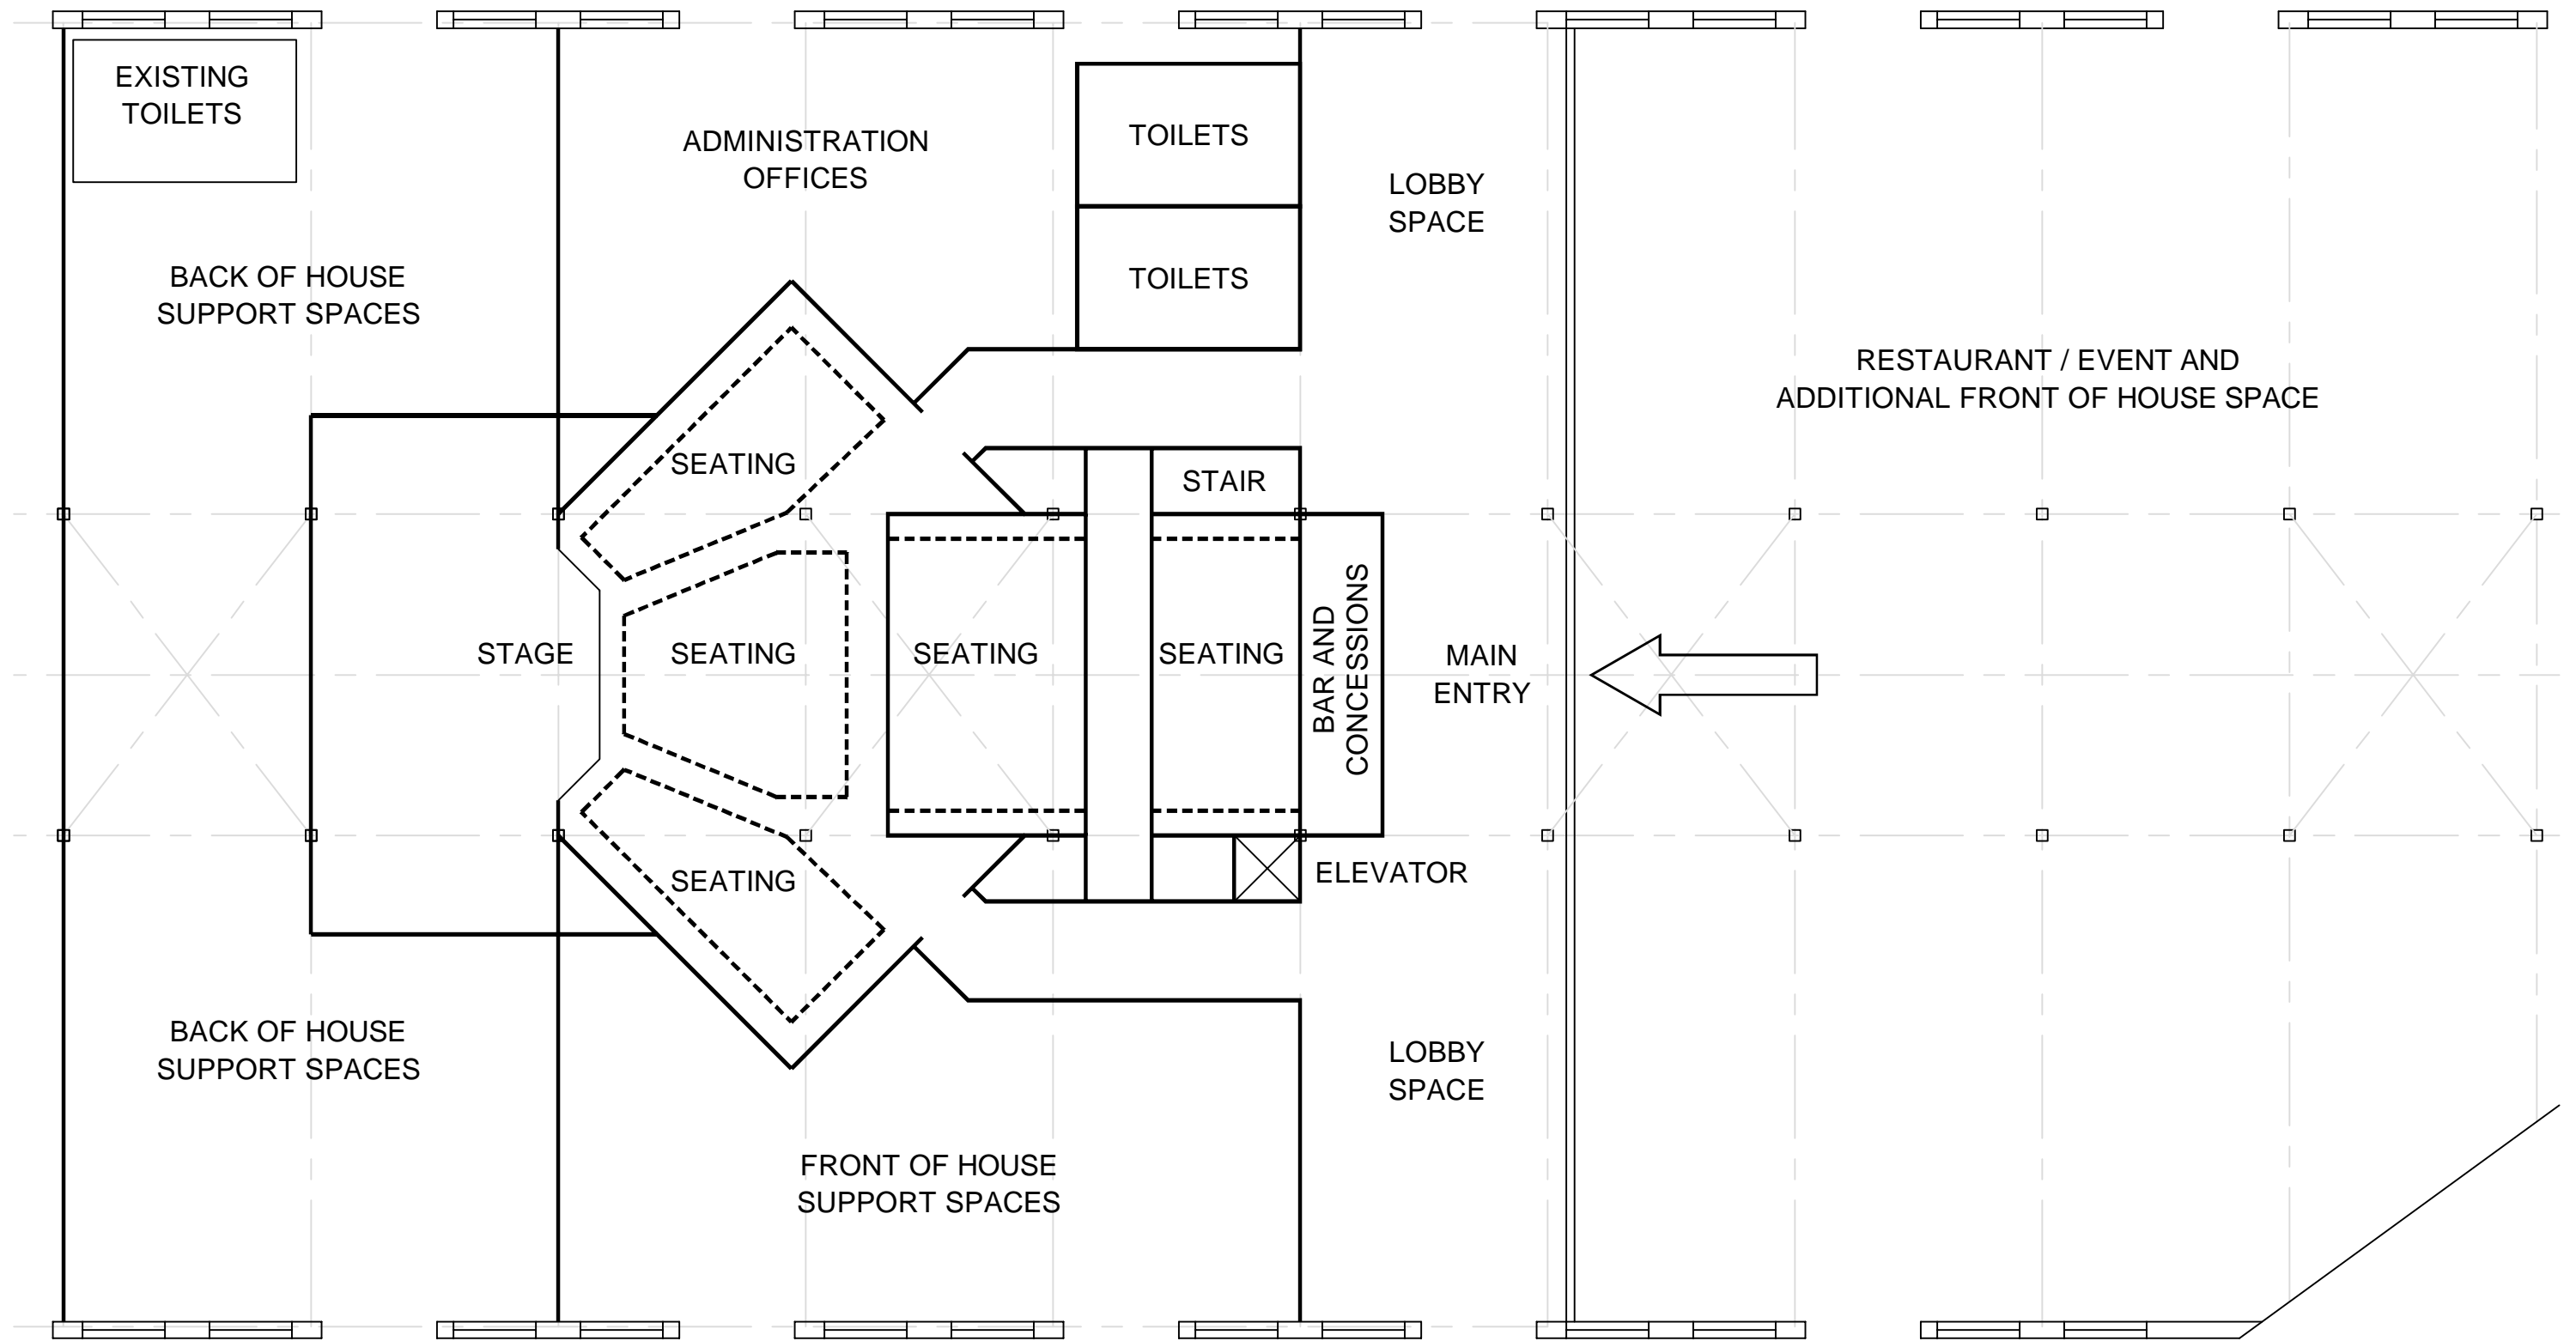 EXISTING
TOILETS
ADMINISTRATION
OFFICES
TOILETS
LOBBY
SPACE
TOILETS
BACK OF HOUSE
SUPPORT SPACES
RESTAURANT / EVENT AND
ADDITIONAL FRONT OF HOUSE SPACE
SEATING
STAIR
STAGE
SEATING
SEATING
SEATING
BAR AND
CONCESSIONS
MAIN
ENTRY
SEATING
ELEVATOR
BACK OF HOUSE
SUPPORT SPACES
LOBBY
SPACE
FRONT OF HOUSE
SUPPORT SPACES